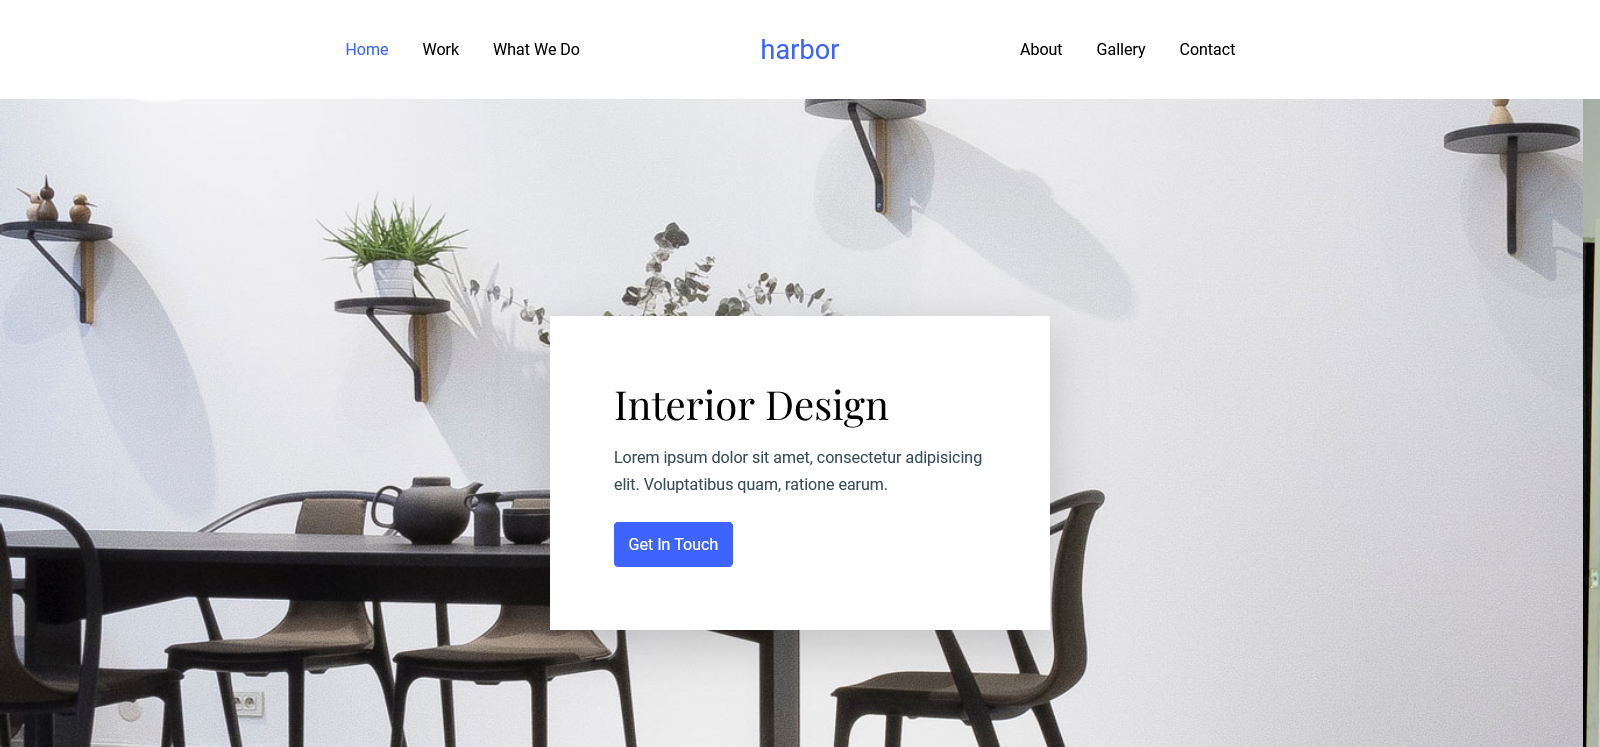 Home Work What We Do harbor About Gallery Contact
Interior Design
Lorem ipsum dolor sit amet, consectetur adipisicing
elit. Voluptatibus quam, ratione earum.
Get In Touch